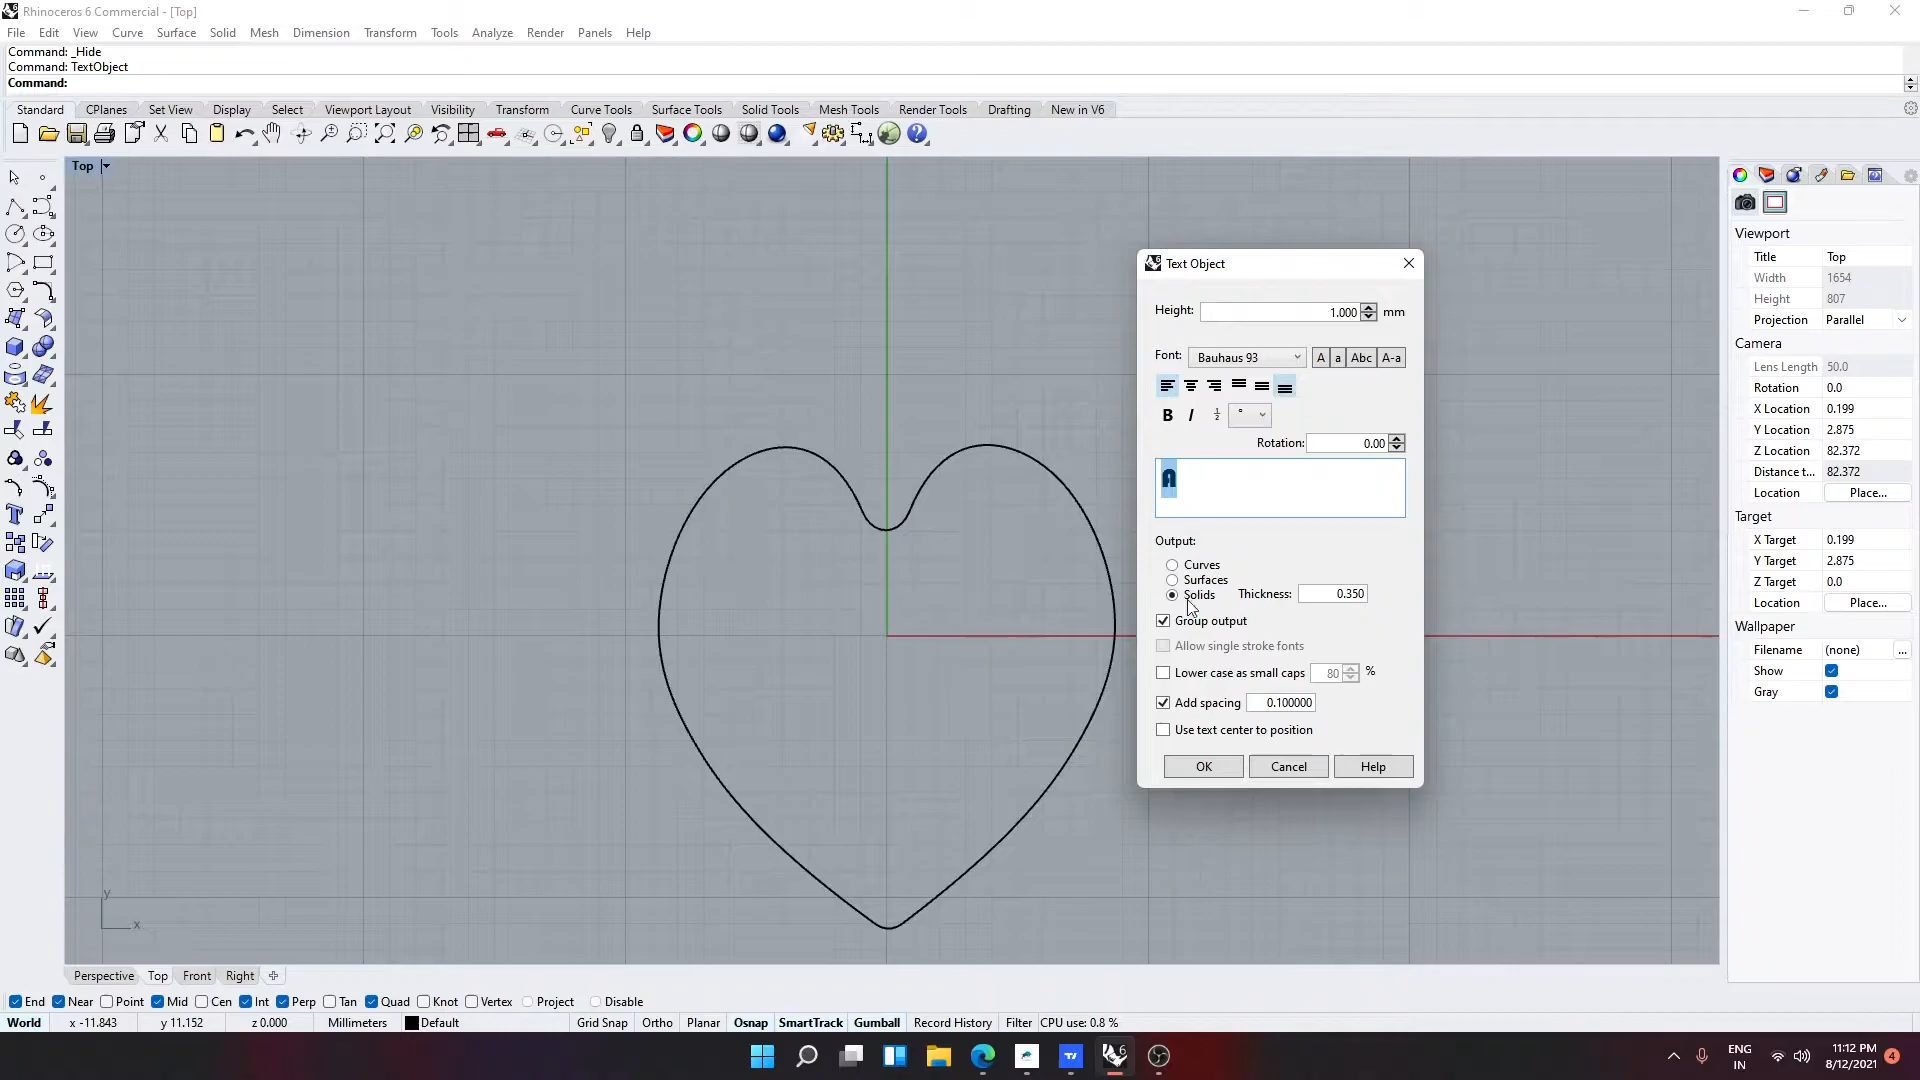 Rhinoceros 6 Commercial - [Top]
File Edit View Curve Surface Solid Mesh Dimension Transform Tools Analyze Render Panels Help
Command: _Hide
Command: TextObject
Command:
Standard CPlanes Set View Display Select Viewport Layout Visibility Transform Curve Tools Surface Tools Solid Tools Mesh Tools Render Tools Drafting New in V6
Top
Text Object
Height: 1.000 mm
Font: Bauhaus 93 A a Abc A-a
B I ½ °
Rotation: 0.00
A
Output:
Curves
Surfaces
Solids Thickness: 0.350
Group output
Allow single stroke fonts
Lower case as small caps 80 %
Add spacing 0.100000
Use text center to position
OK Cancel Help
Viewport
Title Top
Width 1654
Height 807
Projection Parallel
Camera
Lens Length 50.0
Rotation 0.0
X Location 0.199
Y Location 2.875
Z Location 82.372
Distance t... 82.372
Location Place...
Target
X Target 0.199
Y Target 2.875
Z Target 0.0
Location Place...
Wallpaper
Filename (none) ...
Show
Gray
y
x
Perspective Top Front Right
End Near Point Mid Cen Int Perp Tan Quad Knot Vertex Project Disable
World x -11.843 y 11.152 z 0.000 Millimeters Default Grid Snap Ortho Planar Osnap SmartTrack Gumball Record History Filter CPU use: 0.8 %
ENG
IN
11:12 PM
8/12/2021
4